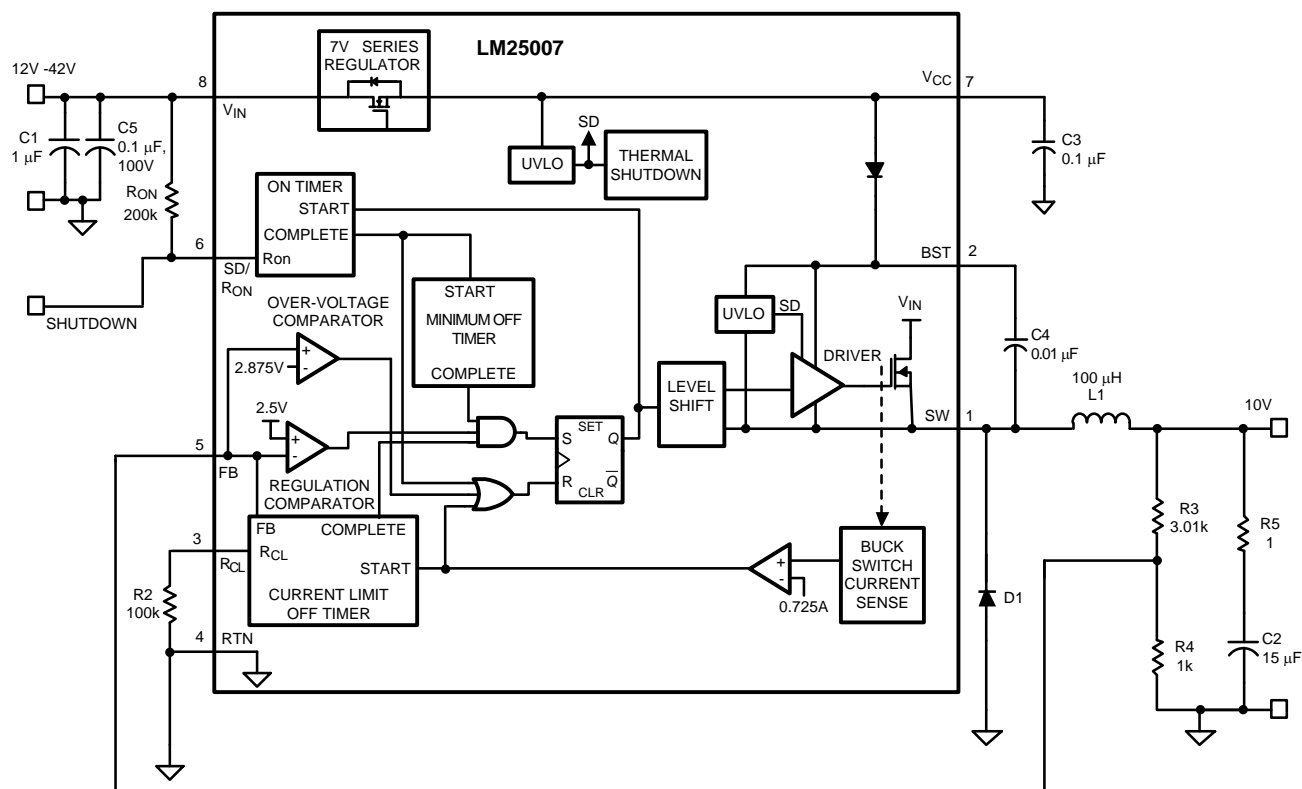 LM25007
7V SERIES
REGULATOR
12V -42V
8
VIN
VCC
7
C1
1 μF
C5
0.1 μF,
100V
RON
200k
SD
UVLO
THERMAL
SHUTDOWN
C3
0.1 μF
ON TIMER
START
COMPLETE
Ron
6
SD/
RON
SHUTDOWN
START
MINIMUM OFF
TIMER
COMPLETE
OVER-VOLTAGE
COMPARATOR
+
-
2.875V
2.5V
+
-
5
FB
REGULATION
COMPARATOR
BST
2
UVLO
SD
VIN
DRIVER
LEVEL
SHIFT
C4
0.01 μF
SW
1
100 μH
L1
10V
SET
S
Q
R
Q
CLR
FB
COMPLETE
RCL
START
CURRENT LIMIT
OFF TIMER
3
RCL
R2
100k
4
RTN
+
-
0.725A
BUCK
SWITCH
CURRENT
SENSE
D1
R3
3.01k
R5
1
R4
1k
C2
15 μF